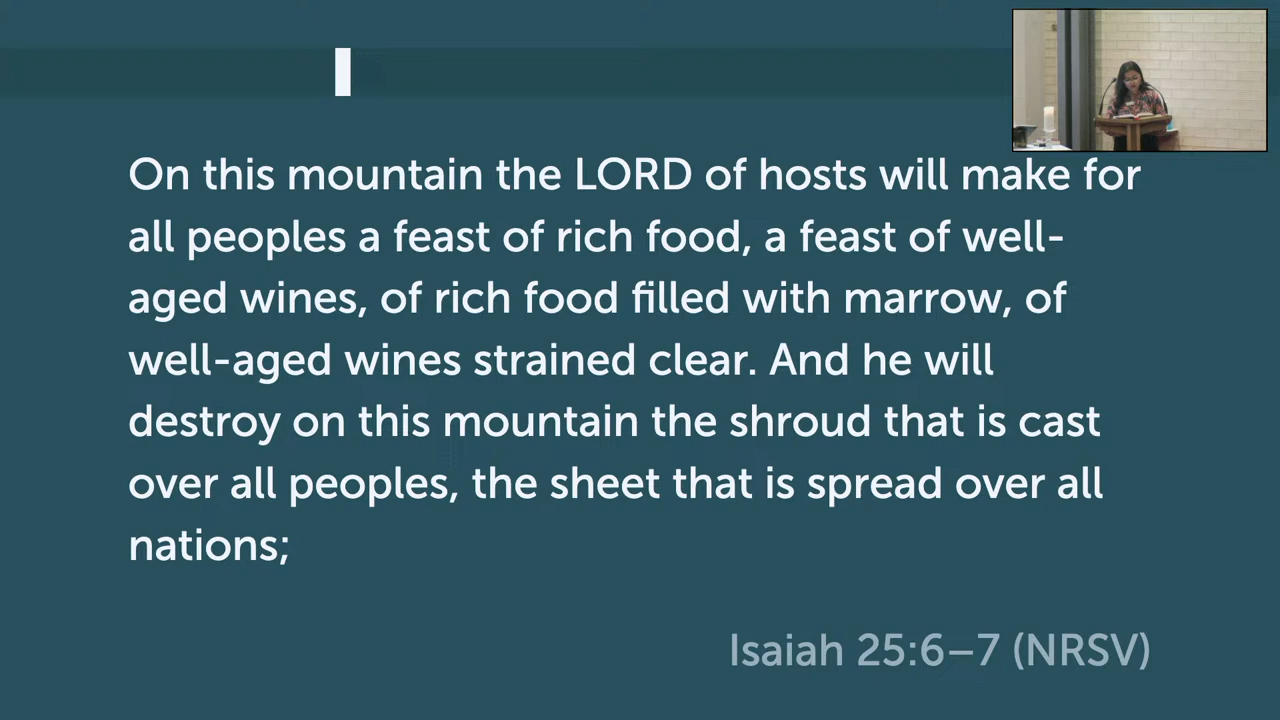 On this mountain the LORD of hosts will make for
all peoples a feast of rich food, a feast of well-
aged wines, of rich food filled with marrow, of
well-aged wines strained clear. And he will
destroy on this mountain the shroud that is cast
over all peoples, the sheet that is spread over all
nations;
Isaiah 25:6–7 (NRSV)